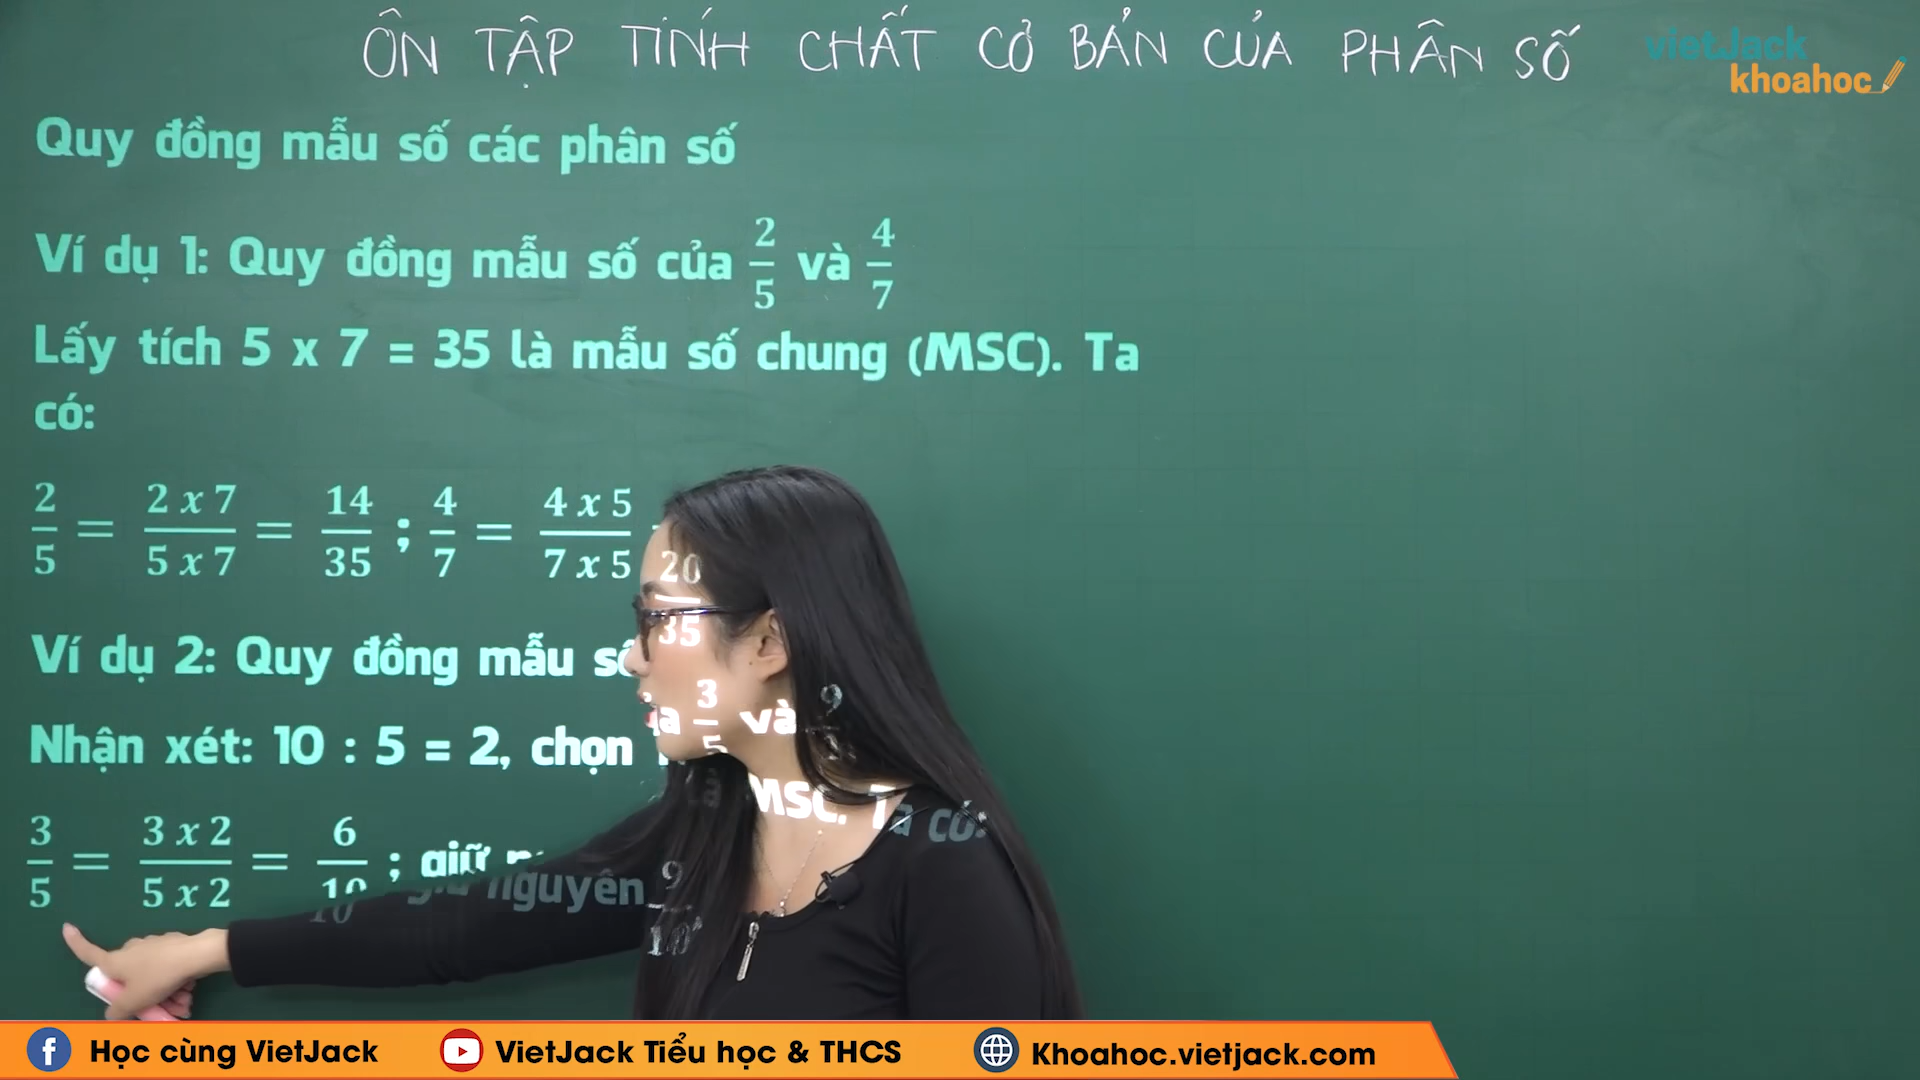 ÔN TẬP TÍNH CHẤT CƠ BẢN CỦA PHÂN SỐ
vietJack
khoahoc
Quy đồng mẫu số các phân số
Ví dụ 1: Quy đồng mẫu số của 2/5 và 4/7
Lấy tích 5 x 7 = 35 là mẫu số chung (MSC). Ta
có:
2/5 = 2 x 7/5 x 7 = 14/35 ; 4/7 = 4 x 5/7 x 5 = 20/35
Ví dụ 2: Quy đồng mẫu số 3/5 và
Nhận xét: 10 : 5 = 2, chọn là MSC. Ta có:
3/5 = 3 x 2/5 x 2 = 6/10 ; giữ nguyên 9/10
Học cùng VietJack
VietJack Tiểu học & THCS
Khoahoc.vietjack.com